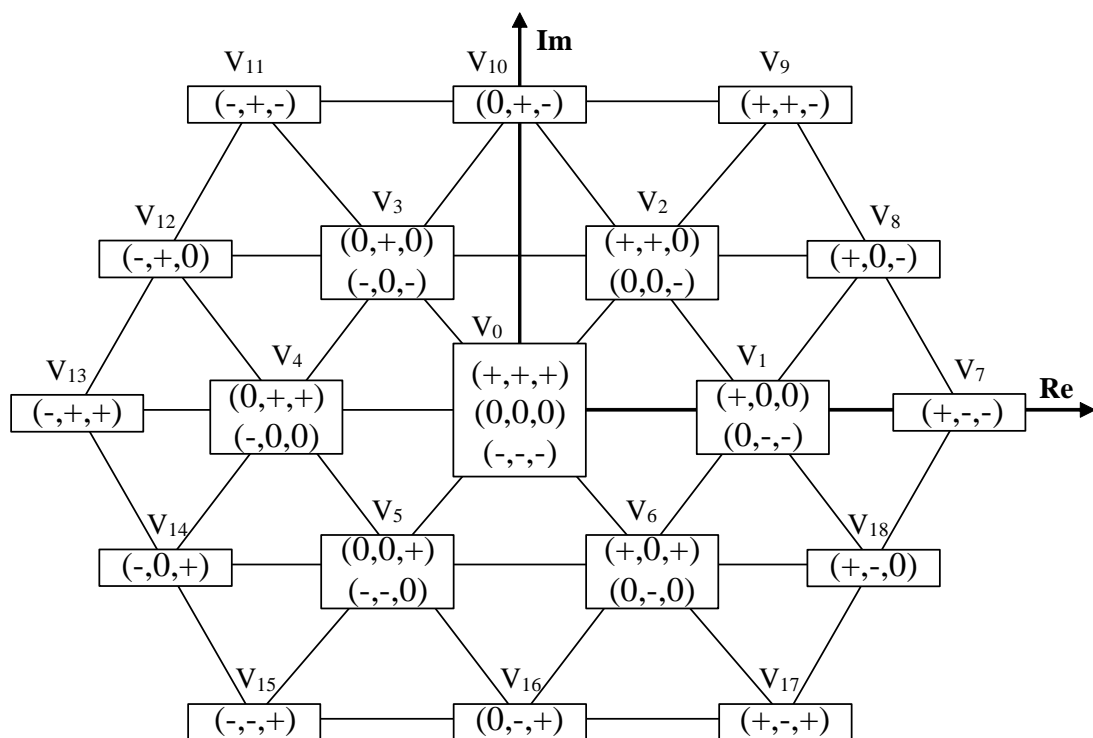 Im
V₁₁ V₁₀ V₉
(-,+,-) (0,+,-) (+,+,-)
V₁₂ V₃ V₂ V₈
(-,+,0) (0,+,0) (+,+,0) (+,0,-)
(-,0,-) (0,0,-)
V₀
V₁₃ V₄ V₁ V₇
(+,+,+)
(-,+,+) (0,+,+) (0,0,0) (+,0,0) (+,-,-) Re
(-,0,0) (-,-,-) (0,-,-)
V₁₄ V₅ V₆ V₁₈
(-,0,+) (0,0,+) (+,0,+) (+,-,0)
(-,-,0) (0,-,0)
V₁₅ V₁₆ V₁₇
(-,-,+) (0,-,+) (+,-,+)